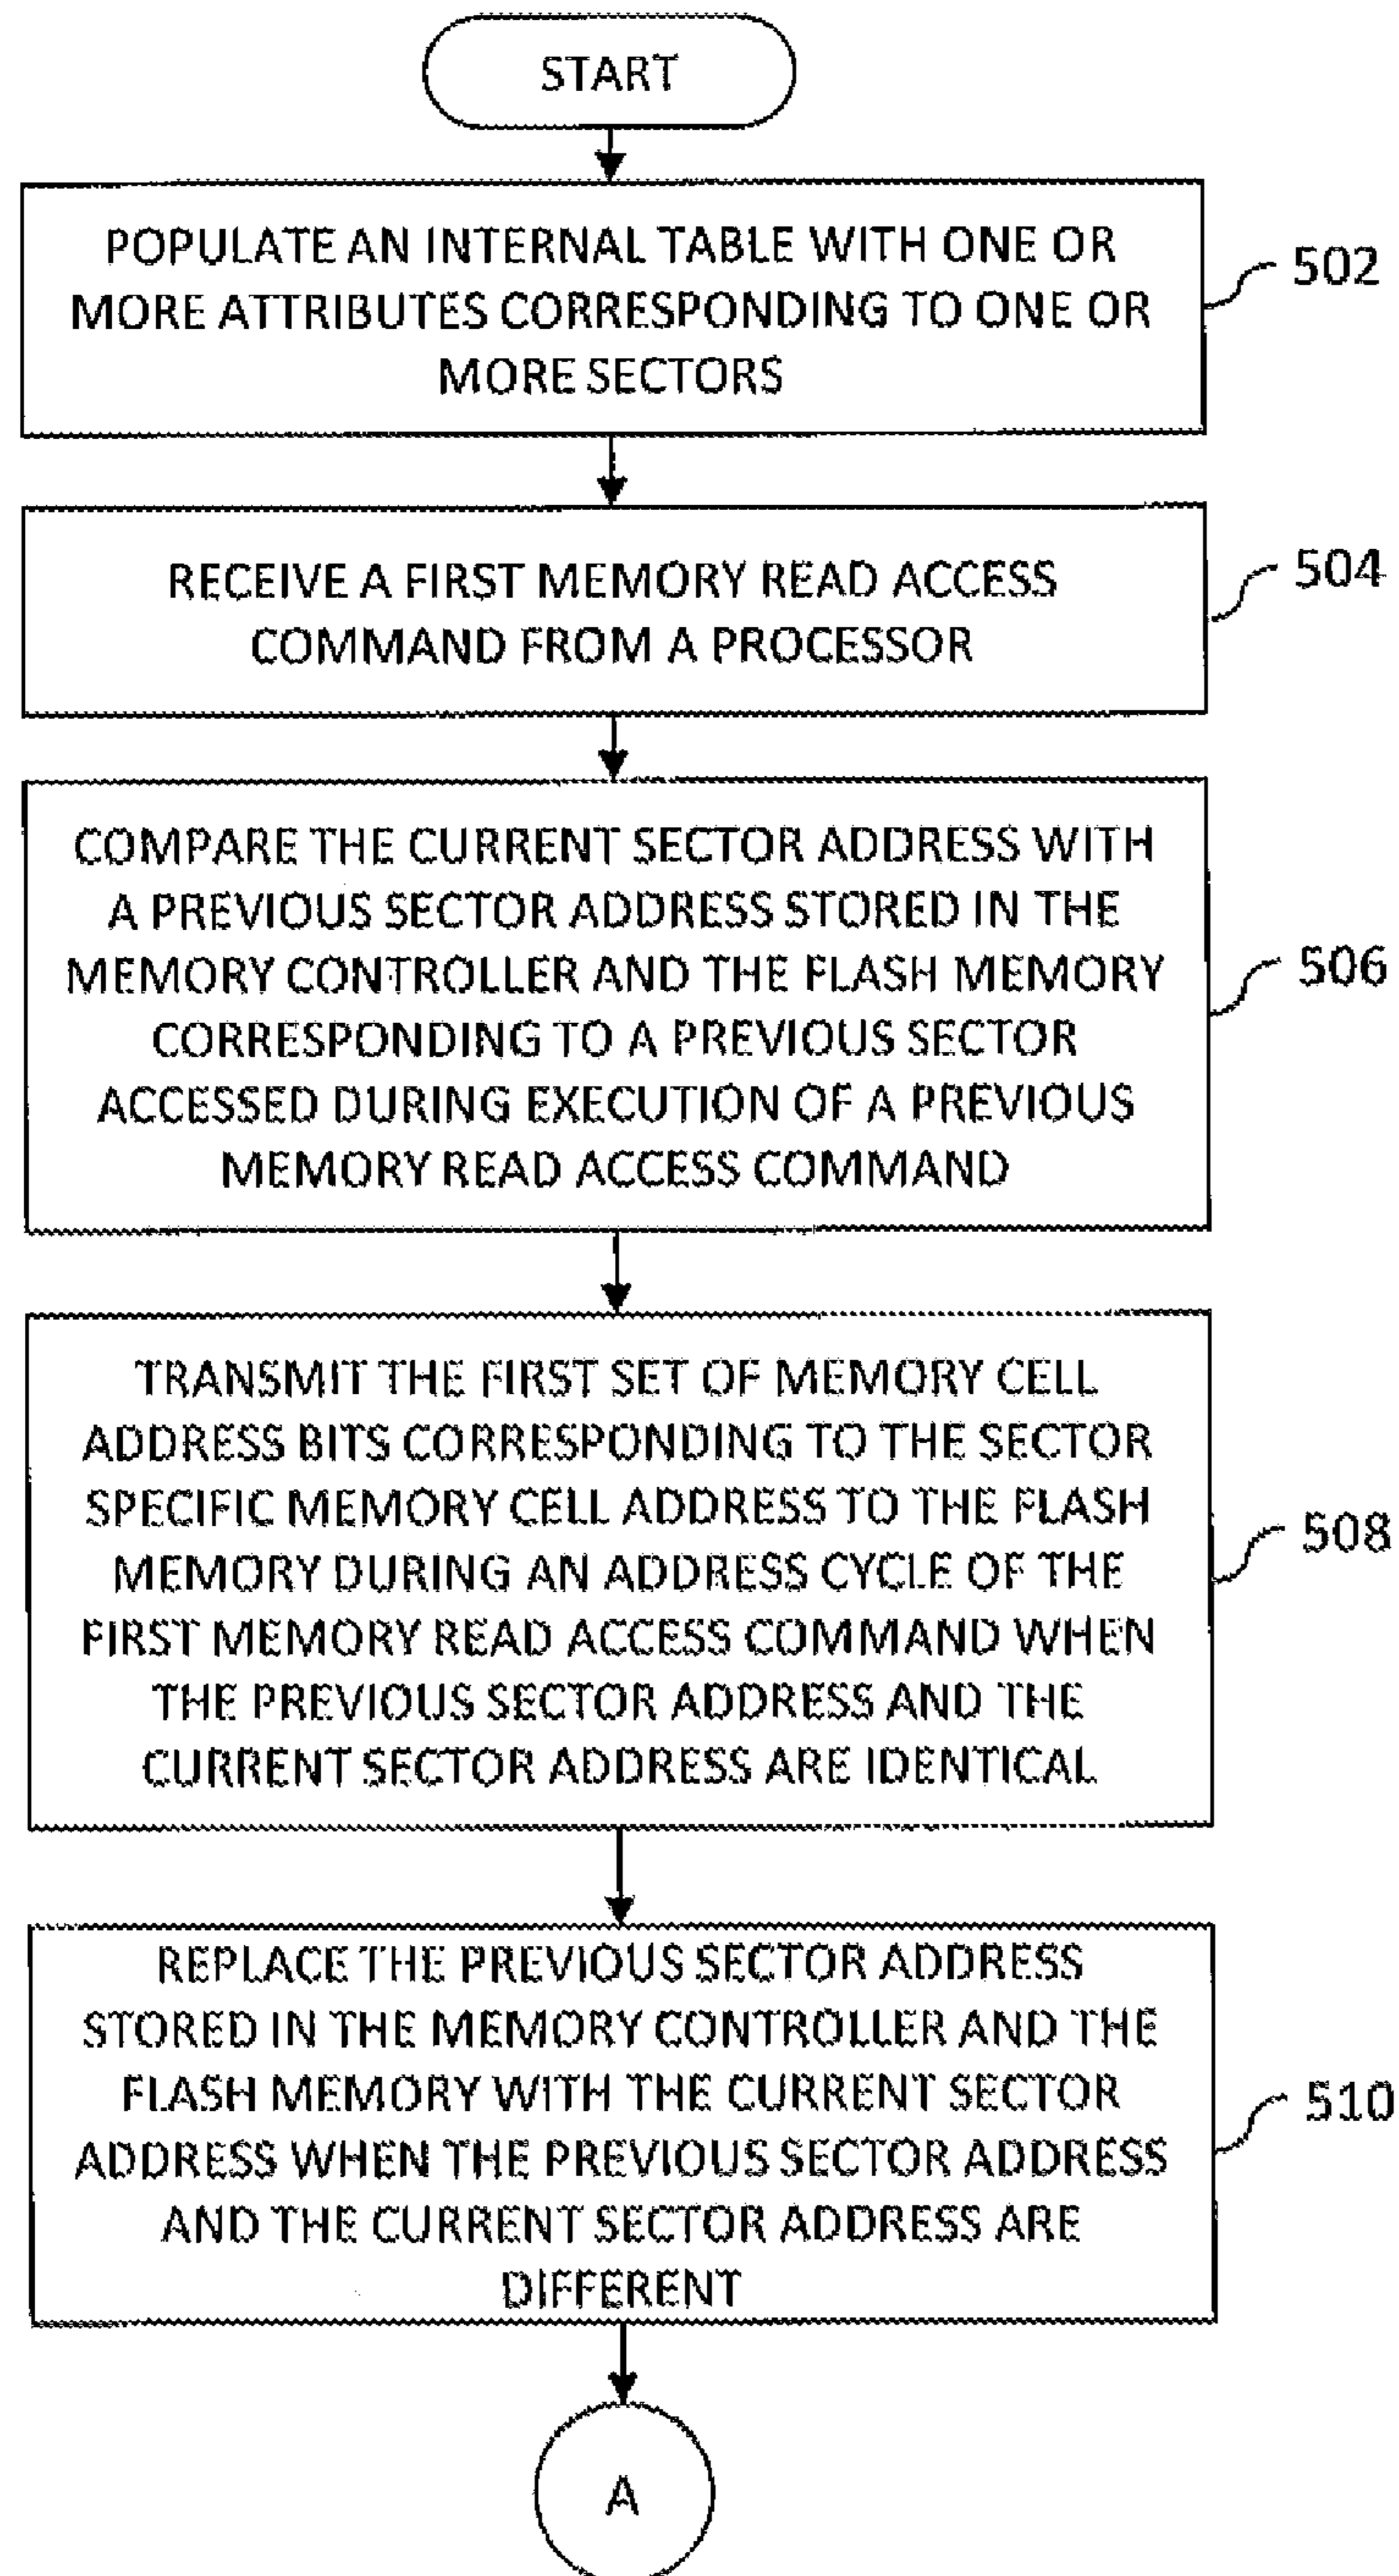 START
POPULATE AN INTERNAL TABLE WITH ONE OR
MORE ATTRIBUTES CORRESPONDING TO ONE OR
MORE SECTORS
502
RECEIVE A FIRST MEMORY READ ACCESS
COMMAND FROM A PROCESSOR
504
COMPARE THE CURRENT SECTOR ADDRESS WITH
A PREVIOUS SECTOR ADDRESS STORED IN THE
MEMORY CONTROLLER AND THE FLASH MEMORY
CORRESPONDING TO A PREVIOUS SECTOR
ACCESSED DURING EXECUTION OF A PREVIOUS
MEMORY READ ACCESS COMMAND
506
TRANSMIT THE FIRST SET OF MEMORY CELL
ADDRESS BITS CORRESPONDING TO THE SECTOR
SPECIFIC MEMORY CELL ADDRESS TO THE FLASH
MEMORY DURING AN ADDRESS CYCLE OF THE
FIRST MEMORY READ ACCESS COMMAND WHEN
THE PREVIOUS SECTOR ADDRESS AND THE
CURRENT SECTOR ADDRESS ARE IDENTICAL
508
REPLACE THE PREVIOUS SECTOR ADDRESS
STORED IN THE MEMORY CONTROLLER AND THE
FLASH MEMORY WITH THE CURRENT SECTOR
ADDRESS WHEN THE PREVIOUS SECTOR ADDRESS
AND THE CURRENT SECTOR ADDRESS ARE
DIFFERENT
510
A